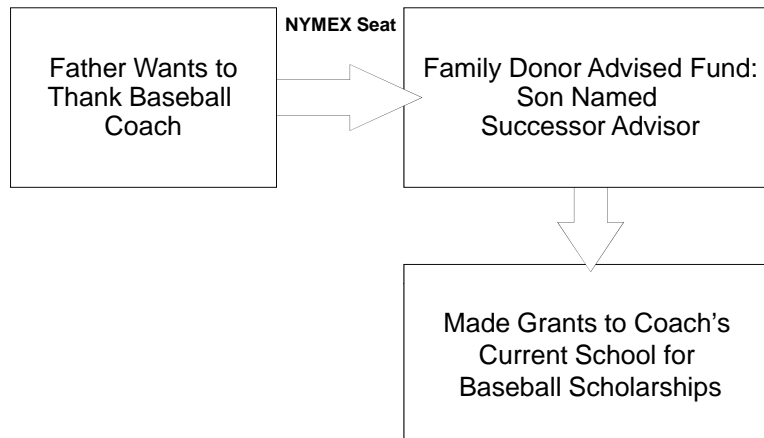 NYMEX Seat
Father Wants to
Thank Baseball
Coach
Family Donor Advised Fund:
Son Named
Successor Advisor
Made Grants to Coach’s
Current School for
Baseball Scholarships